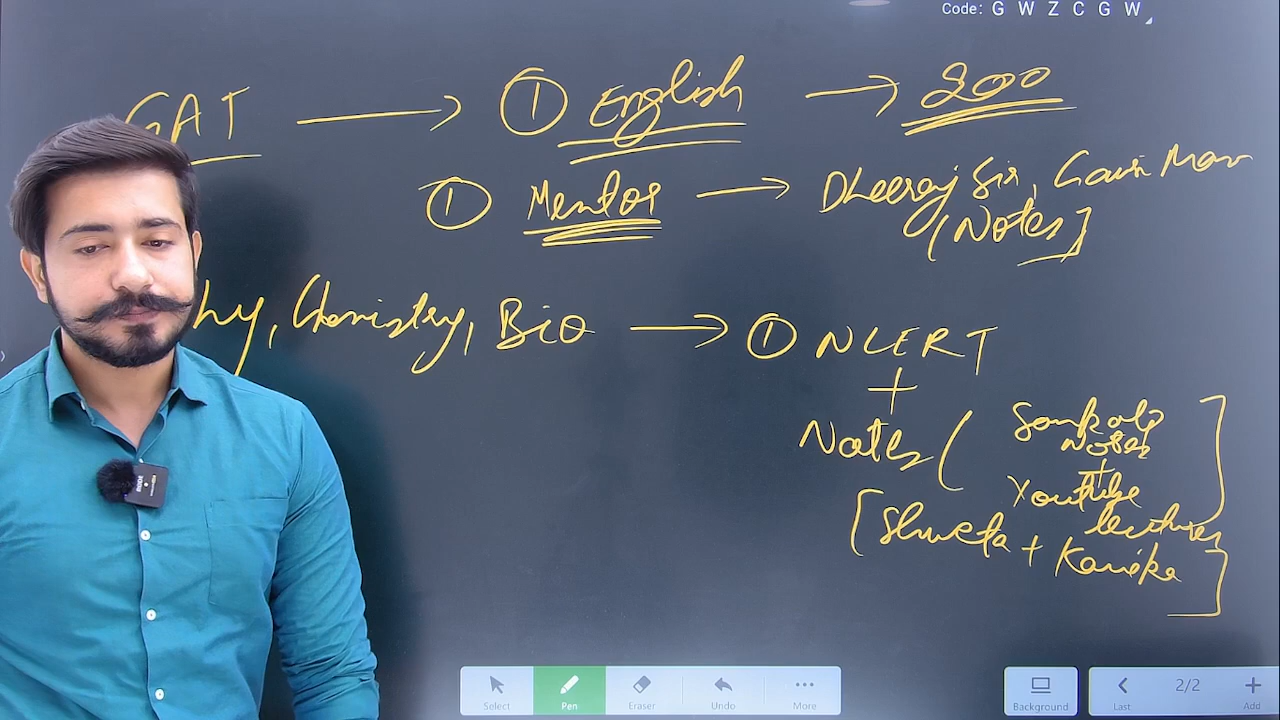 Code: G W Z C G W
GAT → ① English → 200
① Mentor → Dheeraj Sir, Mam
[Notes]
hy, Chemistry, Bio → ① NCERT
+
Notes ( Sankalp
Notes
+
Youtube
lectures
[Shweta + Kanika]
Select Pen Eraser Undo More Background Last 2/2 Add